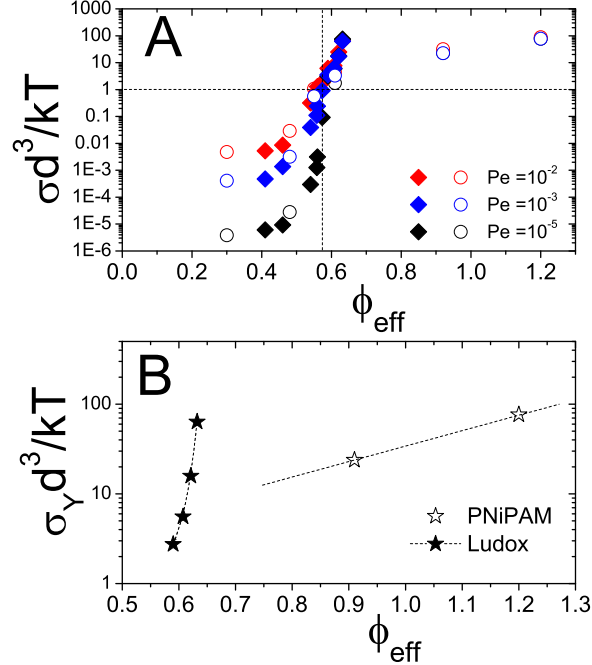 A
1000
100
10
1
0.1
0.01
1E-3
1E-4
1E-5
1E-6
σd³/kT
Pe =10⁻²
Pe =10⁻³
Pe =10⁻⁵
0.0 0.2 0.4 0.6 0.8 1.0 1.2
ϕeff
B
100
10
1
σYd³/kT
PNiPAM
Ludox
0.5 0.6 0.7 0.8 0.9 1.0 1.1 1.2 1.3
ϕeff